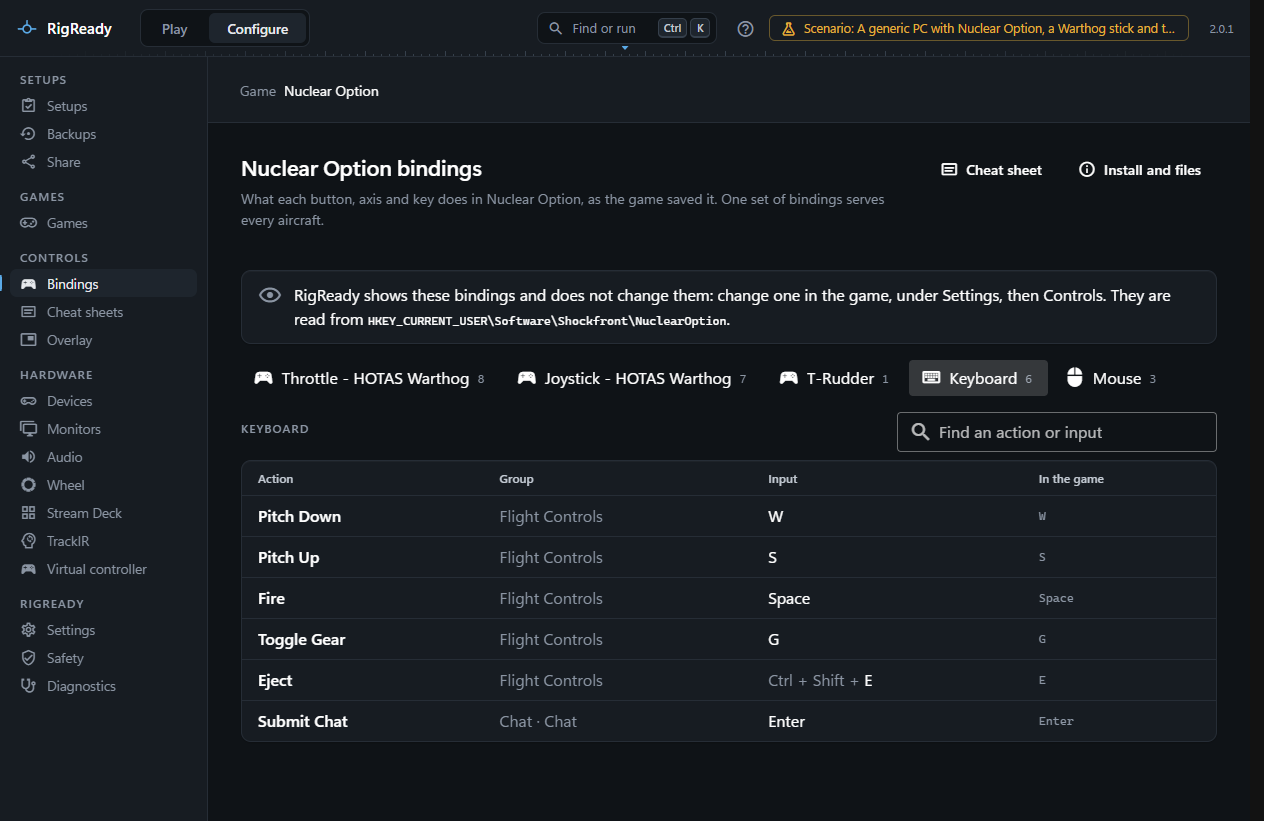 RigReady
Play
Configure
Find or run
Ctrl
K
Scenario: A generic PC with Nuclear Option, a Warthog stick and t...
2.0.1
SETUPS
Setups
Backups
Share
GAMES
Games
CONTROLS
Bindings
Cheat sheets
Overlay
HARDWARE
Devices
Monitors
Audio
Wheel
Stream Deck
TrackIR
Virtual controller
RIGREADY
Settings
Safety
Diagnostics
Game Nuclear Option
Nuclear Option bindings
Cheat sheet
Install and files
What each button, axis and key does in Nuclear Option, as the game saved it. One set of bindings serves
every aircraft.
RigReady shows these bindings and does not change them: change one in the game, under Settings, then Controls. They are
read from HKEY_CURRENT_USER\Software\Shockfront\NuclearOption.
Throttle - HOTAS Warthog 8
Joystick - HOTAS Warthog 7
T-Rudder 1
Keyboard 6
Mouse 3
KEYBOARD
Find an action or input
Action Group Input In the game
Pitch Down Flight Controls W W
Pitch Up Flight Controls S S
Fire Flight Controls Space Space
Toggle Gear Flight Controls G G
Eject Flight Controls Ctrl + Shift + E E
Submit Chat Chat · Chat Enter Enter